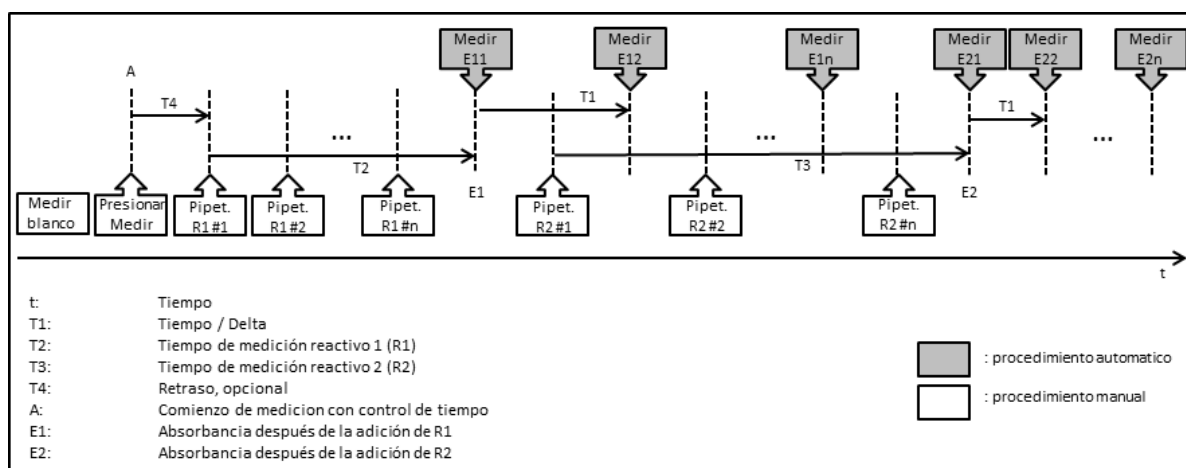 Medir E11
Medir E12
Medir E1n
Medir E21
Medir E22
Medir E2n
A
T4
T1
T1
...
...
...
T2
T3
E1
E2
Medir blanco
Presionar Medir
Pipet. R1#1
Pipet. R1#2
Pipet. R1#n
Pipet. R2#1
Pipet. R2#2
Pipet. R2#n
t
t: Tiempo
T1: Tiempo / Delta
T2: Tiempo de medición reactivo 1 (R1)
T3: Tiempo de medición reactivo 2 (R2)
T4: Retraso, opcional
A: Comienzo de medicion con control de tiempo
E1: Absorbancia después de la adición de R1
E2: Absorbancia después de la adición de R2
: procedimiento automatico
: procedimiento manual